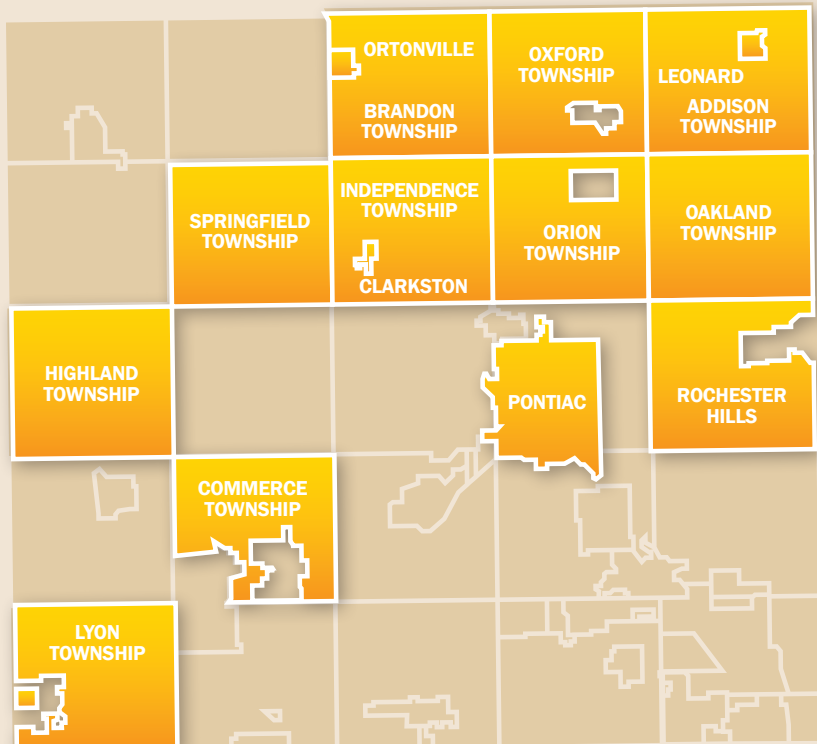 ORTONVILLE
BRANDON
TOWNSHIP
OXFORD
TOWNSHIP
LEONARD
ADDISON
TOWNSHIP
SPRINGFIELD
TOWNSHIP
INDEPENDENCE
TOWNSHIP
CLARKSTON
ORION
TOWNSHIP
OAKLAND
TOWNSHIP
HIGHLAND
TOWNSHIP
PONTIAC
ROCHESTER
HILLS
COMMERCE
TOWNSHIP
LYON
TOWNSHIP